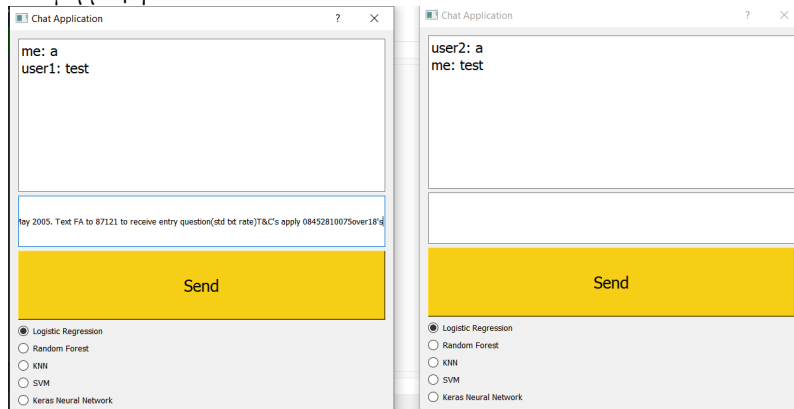 Chat Application ? ×
me: a
user1: test
May 2005. Text FA to 87121 to receive entry question(std txt rate)T&C's apply 08452810075over18's
Send
Logistic Regression
Random Forest
KNN
SVM
Keras Neural Network
Chat Application ? ×
user2: a
me: test
Send
Logistic Regression
Random Forest
KNN
SVM
Keras Neural Network